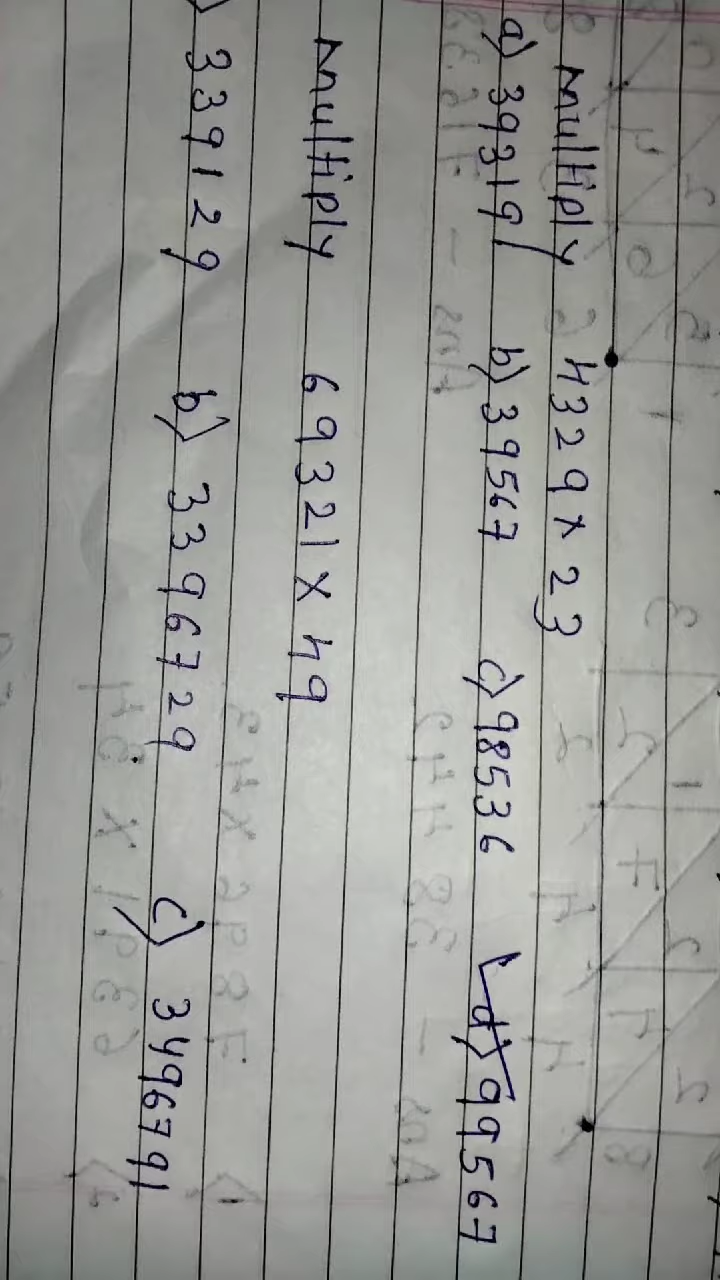 multiply 4329 x 23
a) 39319 b) 39567 c) 98536 d) 99567
multiply 69321 x 49
) 339129 b) 3396729 c) 3496791